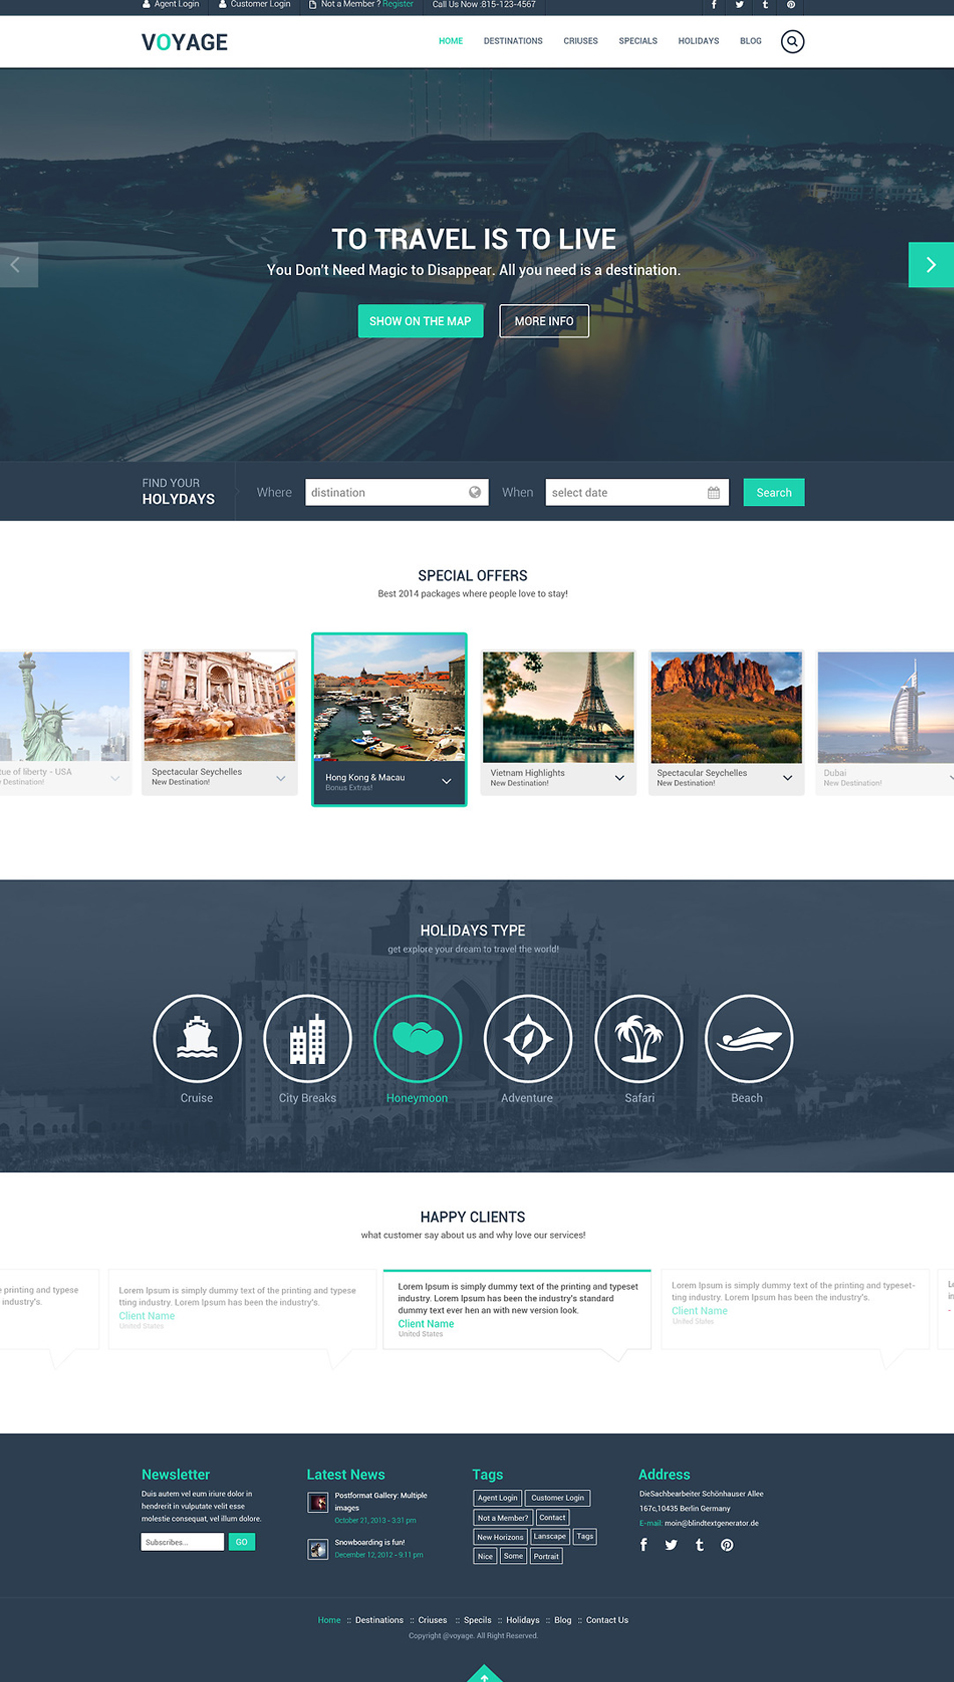 Agent Login
Customer Login
Not a Member ? Register
Call Us Now :815-123-4567
VOYAGE
HOME
DESTINATIONS
CRIUSES
SPECIALS
HOLIDAYS
BLOG
TO TRAVEL IS TO LIVE
You Don't Need Magic to Disappear. All you need is a destination.
SHOW ON THE MAP
MORE INFO
FIND YOUR
HOLYDAYS
Where
distination
When
select date
Search
SPECIAL OFFERS
Best 2014 packages where people love to stay!
tue of liberty - USA
w Destination!
Spectacular Seychelles
New Destination!
Hong Kong & Macau
Bonus Extras!
Vietnam Highlights
New Destination!
Spectacular Seychelles
New Destination!
Dubai
New Destination!
HOLIDAYS TYPE
get explore your dream to travel the world!
Cruise
City Breaks
Honeymoon
Adventure
Safari
Beach
HAPPY CLIENTS
what customer say about us and why love our services!
e printing and typese
industry's.
Lorem Ipsum is simply dummy text of the printing and typese
tting industry. Lorem Ipsum has been the industry's.
Client Name
United States
Lorem Ipsum is simply dummy text of the printing and typeset
industry. Lorem Ipsum has been the industry's standard
dummy text ever hen an with new version look.
Client Name
United States
Lorem Ipsum is simply dummy text of the printing and typeset-
ting industry. Lorem Ipsum has been the industry's.
Client Name
United States
Newsletter
Duis autem vel eum iriure dolor in
hendrerit in vulputate velit esse
molestie consequat, vel illum dolore.
Subscribes...
GO
Latest News
Postformat Gallery: Multiple
images
October 21, 2013 - 3:31 pm
Snowboarding is fun!
December 12, 2012 - 9:11 pm
Tags
Agent Login
Customer Login
Not a Member?
Contact
New Horizons
Lanscape
Tags
Nice
Some
Portrait
Address
DieSachbearbeiter Schönhauser Allee
167c,10435 Berlin Germany
E-mail: moin@blindtextgenerator.de
Home :: Destinations :: Criuses :: Specils :: Holidays :: Blog :: Contact Us
Copyright @voyage. All Right Reserved.